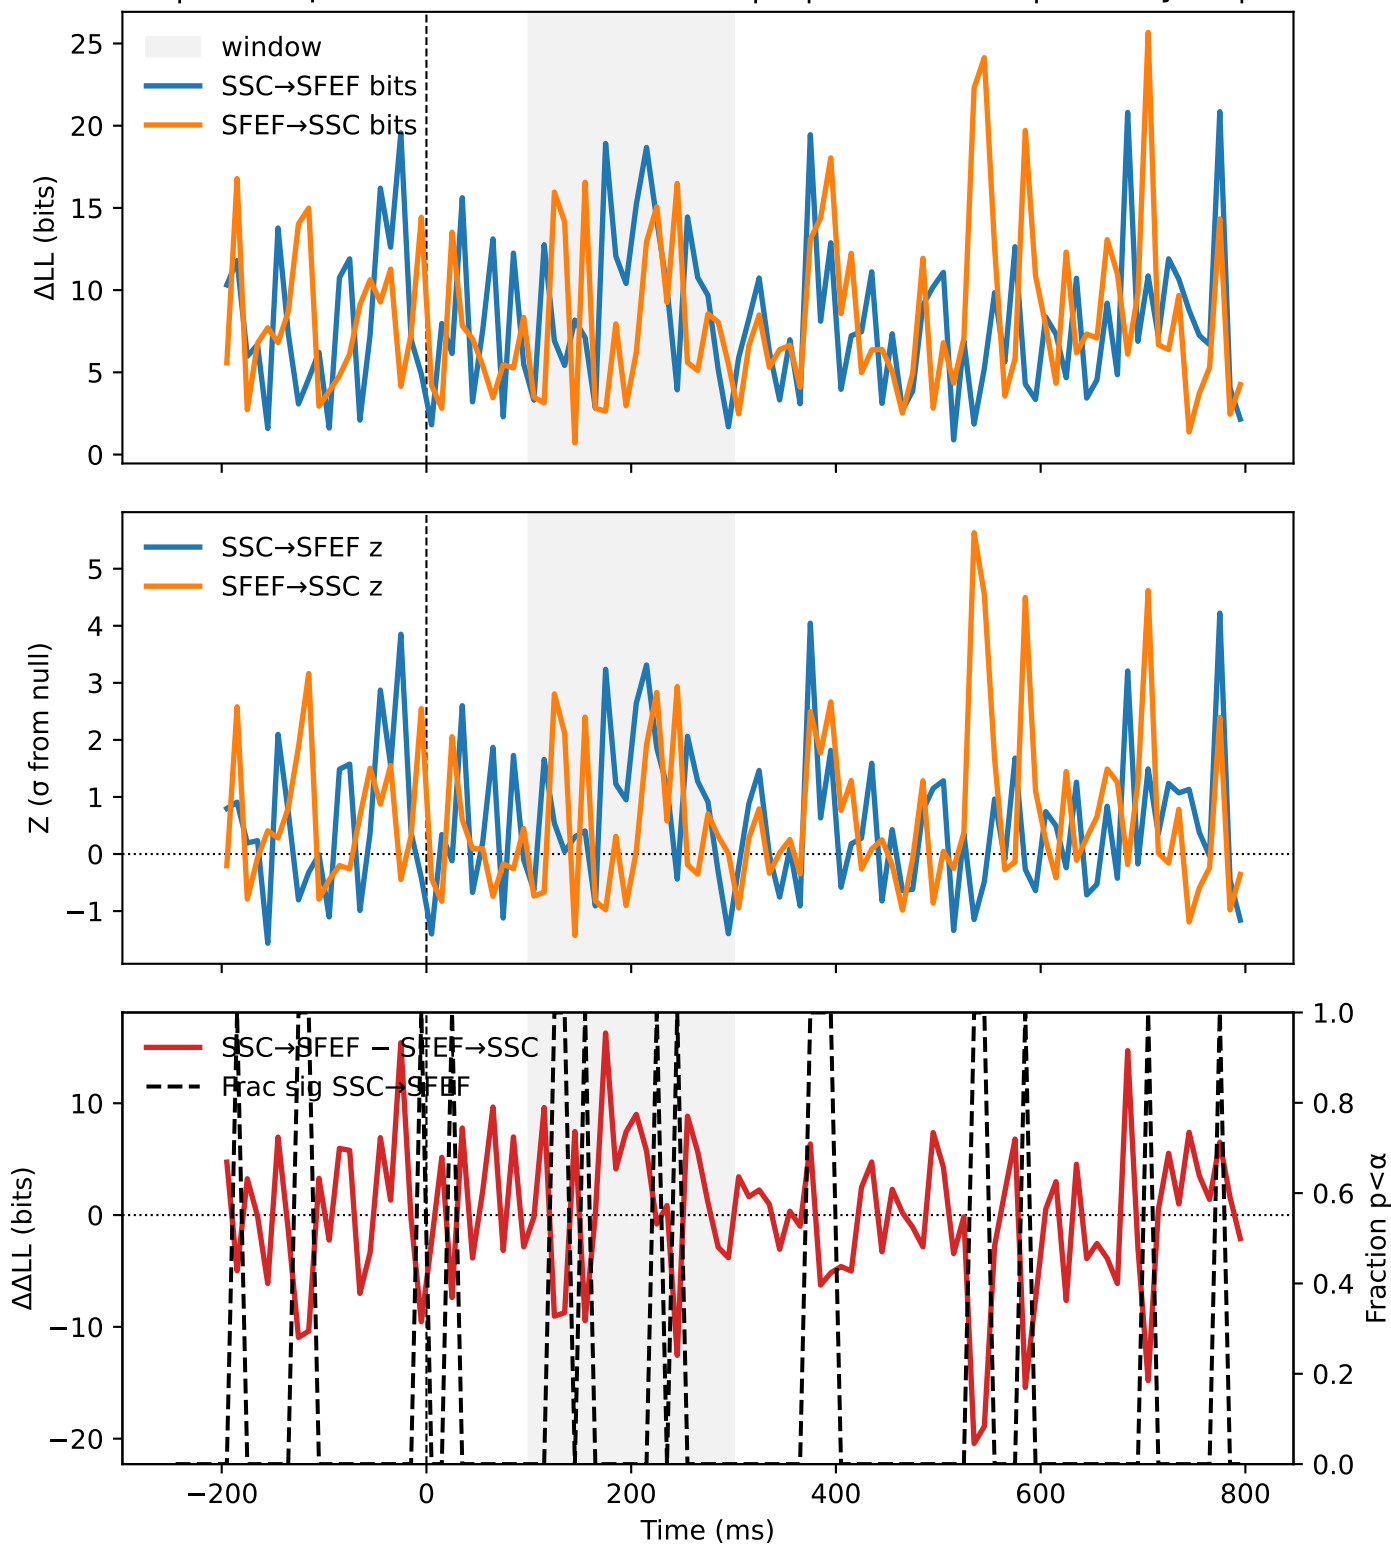 25
20
15
10
5
0
ΔLL (bits)
window
SSC→SFEF bits
SFEF→SSC bits
5
4
3
2
1
0
−1
Z (σ from null)
SSC→SFEF z
SFEF→SSC z
10
0
−10
−20
ΔΔLL (bits)
SSC→SFEF − SFEF→SSC
Frac sig SSC→SFEF
1.0
0.8
0.6
0.4
0.2
0.0
Fraction p<α
−200 0 200 400 600 800
Time (ms)